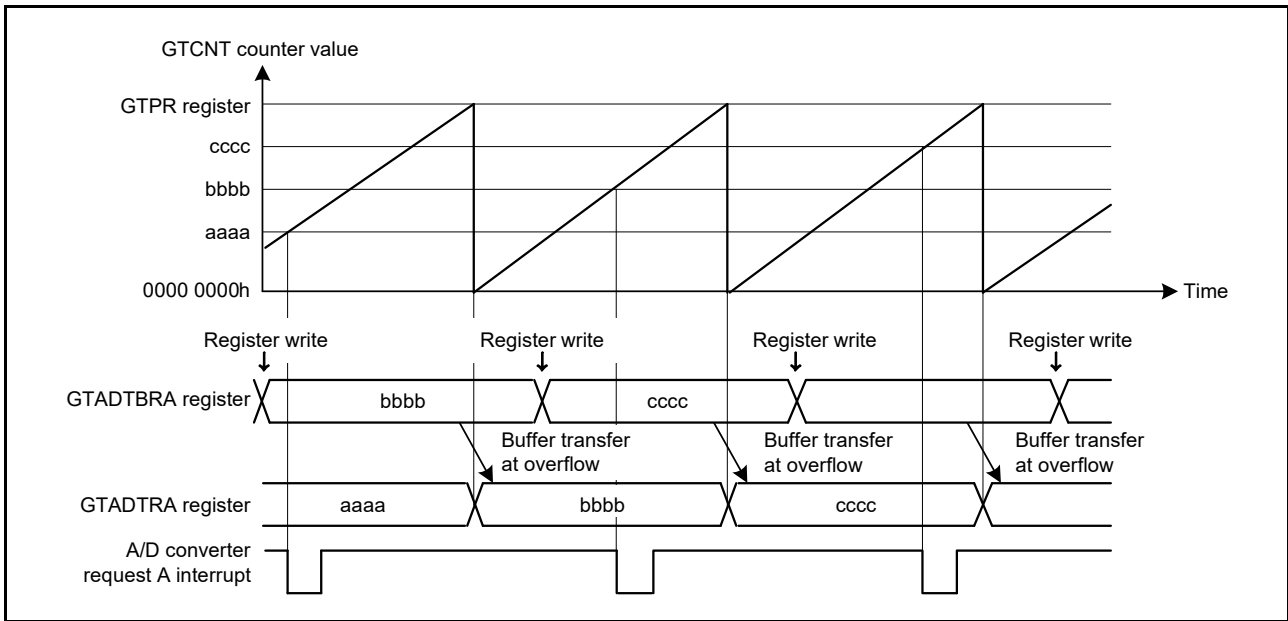 GTCNT counter value
GTPR register
cccc
bbbb
aaaa
0000 0000h
Time
Register write Register write Register write Register write
GTADTBRA register bbbb cccc
Buffer transfer Buffer transfer Buffer transfer
at overflow at overflow at overflow
GTADTRA register aaaa bbbb cccc
A/D converter
request A interrupt